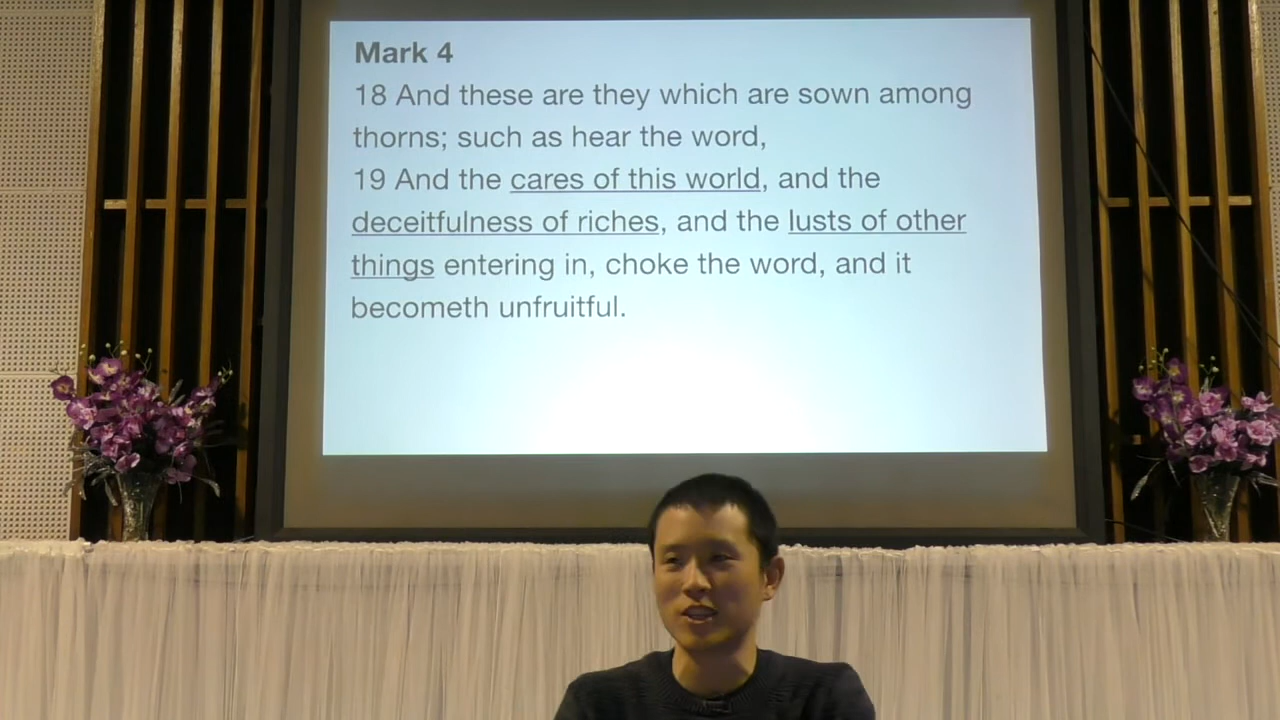 Mark 4
18 And these are they which are sown among
thorns; such as hear the word,
19 And the cares of this world, and the
deceitfulness of riches, and the lusts of other
things entering in, choke the word, and it
becometh unfruitful.